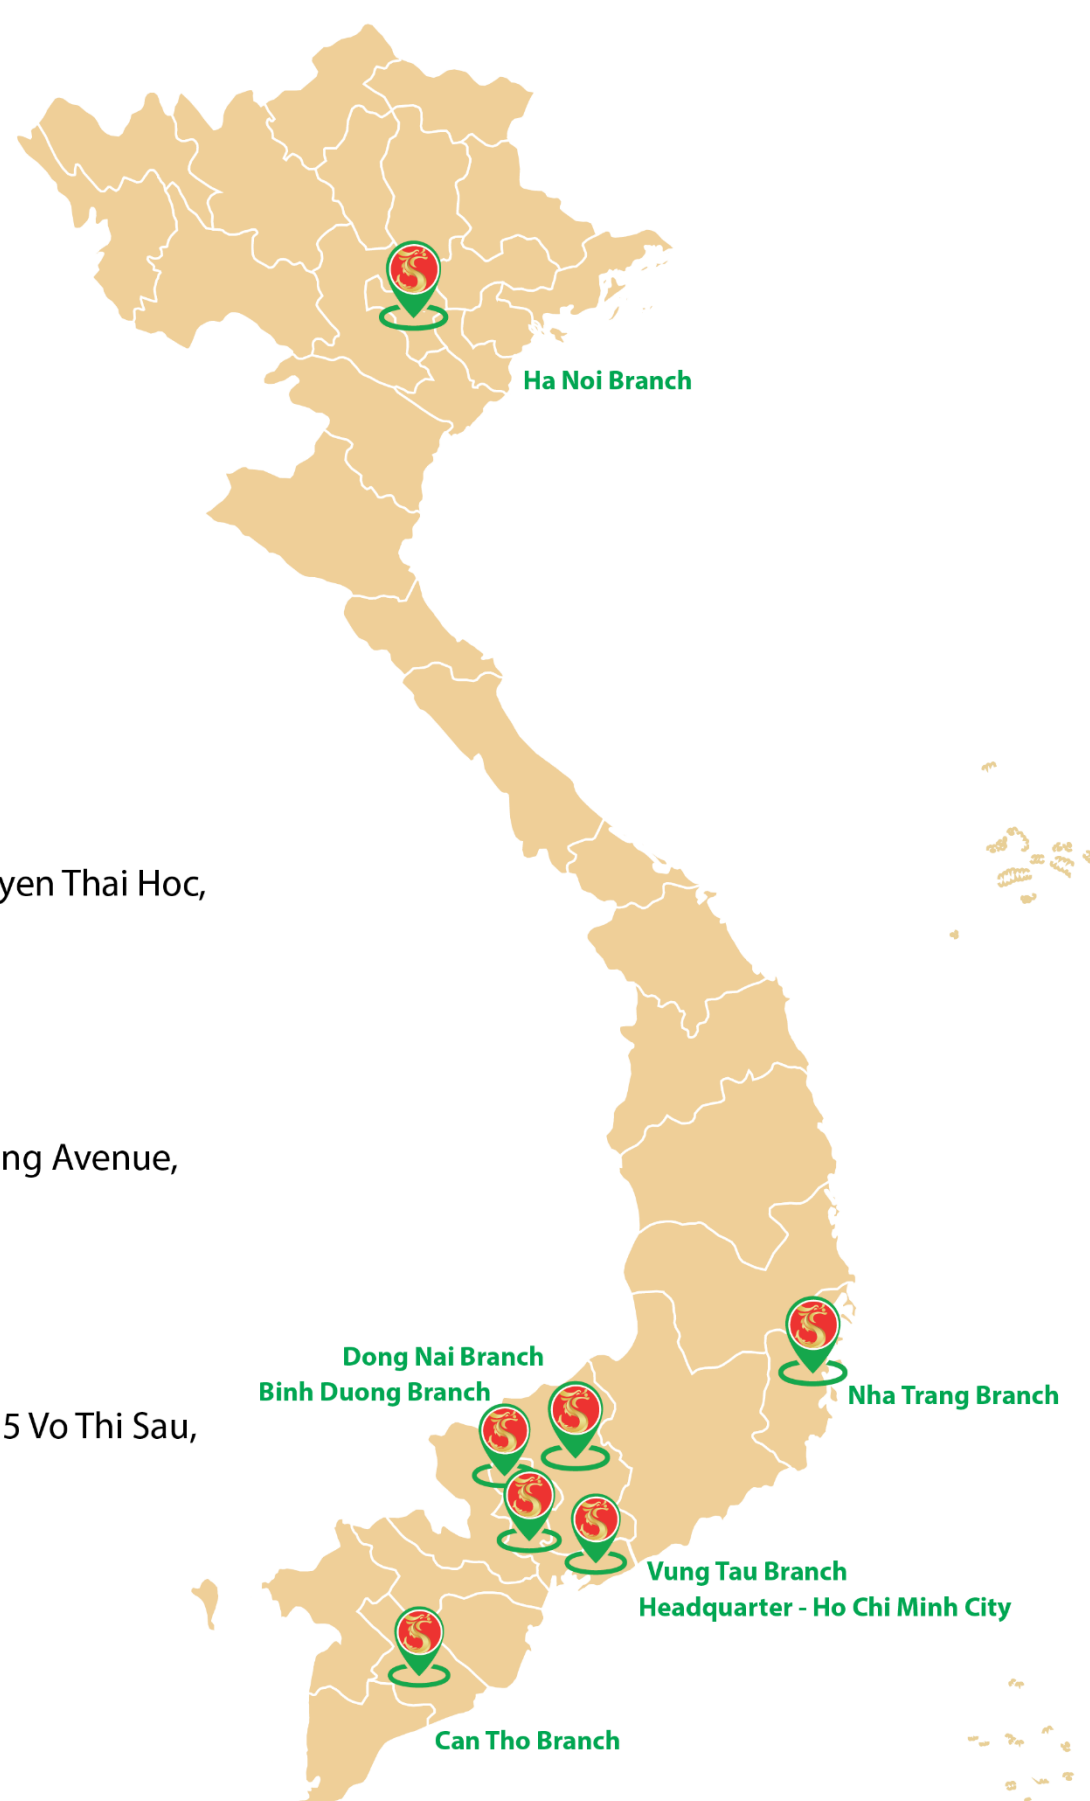 Ha Noi Branch
yen Thai Hoc,
ng Avenue,
Dong Nai Branch
Binh Duong Branch
Nha Trang Branch
5 Vo Thi Sau,
Vung Tau Branch
Headquarter - Ho Chi Minh City
Can Tho Branch